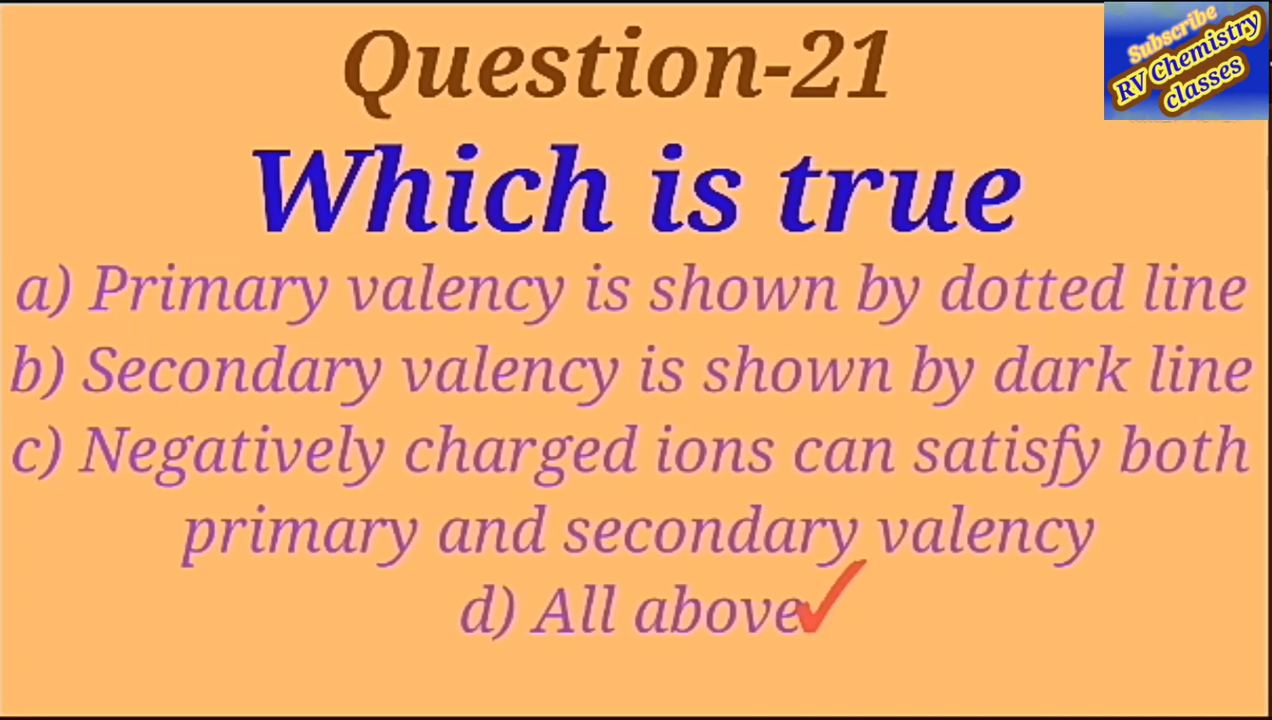 Question-21
Subscribe
RV Chemistry
classes
Which is true
a) Primary valency is shown by dotted line
b) Secondary valency is shown by dark line
c) Negatively charged ions can satisfy both
primary and secondary valency
d) All above✓